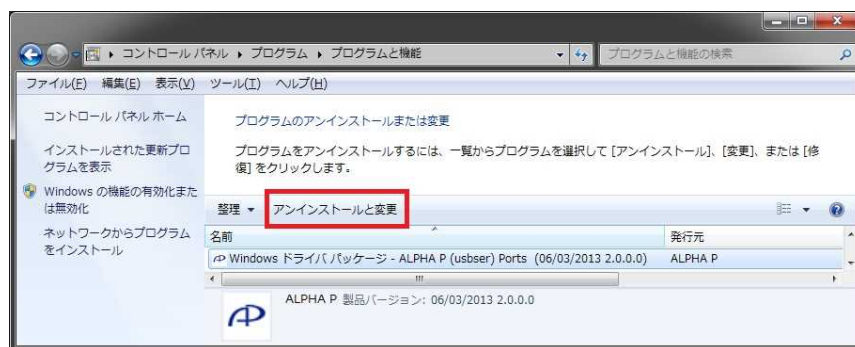 コントロール パネル ▸ プログラム ▸ プログラムと機能
プログラムと機能の検索
ファイル(F) 編集(E) 表示(V) ツール(T) ヘルプ(H)
コントロール パネル ホーム
インストールされた更新プロ
グラムを表示
Windows の機能の有効化また
は無効化
ネットワークからプログラム
をインストール
プログラムのアンインストールまたは変更
プログラムをアンインストールするには、一覧からプログラムを選択して [アンインストール]、[変更]、または [修
復] をクリックします。
整理 アンインストールと変更
名前 発行元
Windows ドライバ パッケージ - ALPHA P (usbser) Ports (06/03/2013 2.0.0.0) ALPHA P
ALPHA P 製品バージョン: 06/03/2013 2.0.0.0